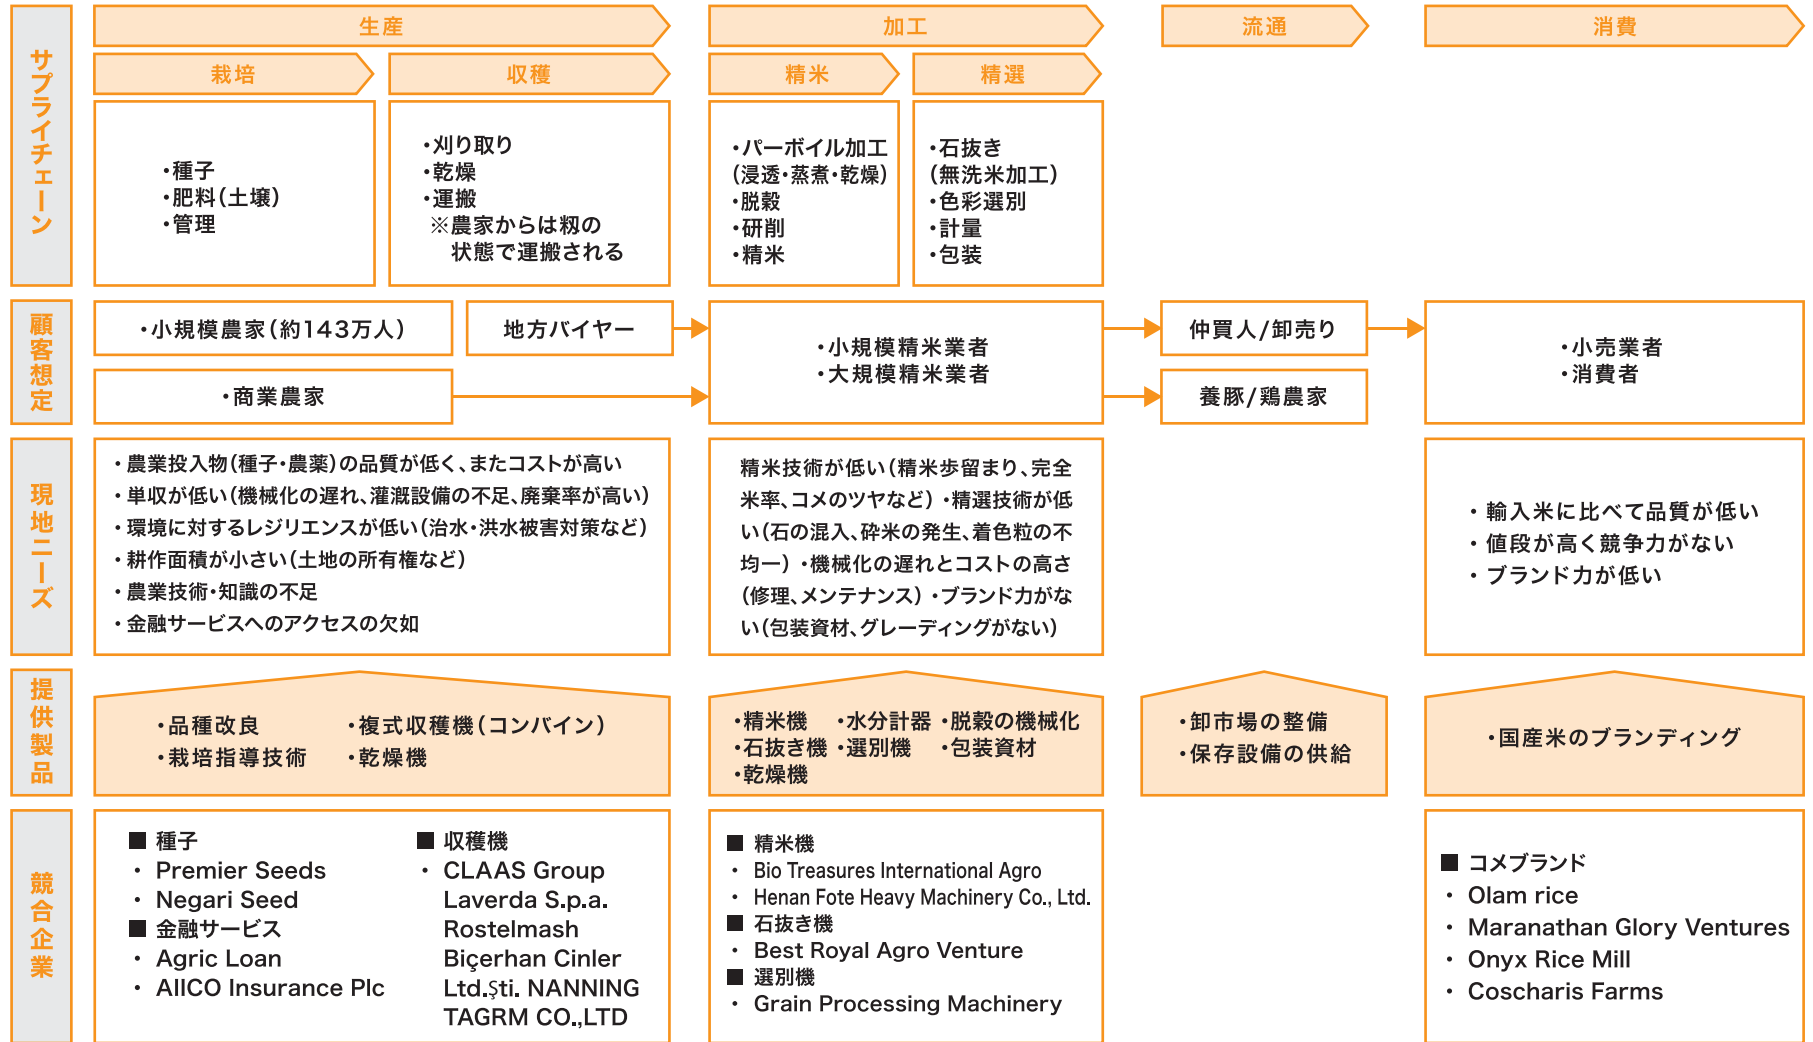 サプライチェーン
生産
加工
流通
消費
栽培
収穫
精米
精選
・種子
・肥料(土壌)
・管理
・刈り取り
・乾燥
・運搬
※農家からは籾の
状態で運搬される
・パーボイル加工
(浸透・蒸煮・乾燥)
・脱穀
・研削
・精米
・石抜き
(無洗米加工)
・色彩選別
・計量
・包装
顧客想定
・小規模農家(約143万人)
地方バイヤー
・商業農家
・小規模精米業者
・大規模精米業者
仲買人/卸売り
養豚/鶏農家
・小売業者
・消費者
現地ニーズ
・農業投入物(種子・農薬)の品質が低く、またコストが高い
・単収が低い(機械化の遅れ、灌漑設備の不足、廃棄率が高い)
・環境に対するレジリエンスが低い(治水・洪水被害対策など)
・耕作面積が小さい(土地の所有権など)
・農業技術・知識の不足
・金融サービスへのアクセスの欠如
精米技術が低い(精米歩留まり、完全
米率、コメのツヤなど)・精選技術が低
い(石の混入、砕米の発生、着色粒の不
均一)・機械化の遅れとコストの高さ
(修理、メンテナンス)・ブランド力がな
い(包装資材、グレーディングがない)
・輸入米に比べて品質が低い
・値段が高く競争力がない
・ブランド力が低い
提供製品
・品種改良 ・複式収穫機(コンバイン)
・栽培指導技術 ・乾燥機
・精米機 ・水分計器 ・脱穀の機械化
・石抜き機 ・選別機 ・包装資材
・乾燥機
・卸市場の整備
・保存設備の供給
・国産米のブランディング
競合企業
■ 種子
・ Premier Seeds
・ Negari Seed
■ 金融サービス
・ Agric Loan
・ AIICO Insurance Plc
■ 収穫機
・ CLAAS Group
Laverda S.p.a.
Rostelmash
Biçerhan Cinler
Ltd.Şti. NANNING
TAGRM CO.,LTD
■ 精米機
・ Bio Treasures International Agro
・ Henan Fote Heavy Machinery Co., Ltd.
■ 石抜き機
・ Best Royal Agro Venture
■ 選別機
・ Grain Processing Machinery
■ コメブランド
・ Olam rice
・ Maranathan Glory Ventures
・ Onyx Rice Mill
・ Coscharis Farms